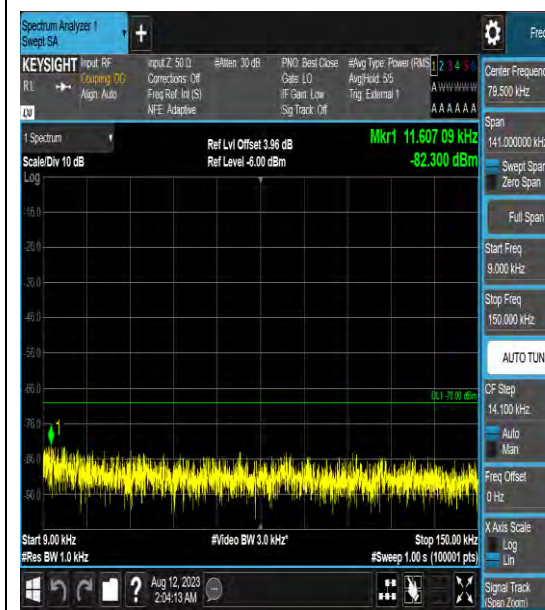 Spectrum Analyzer 1
Swept SA
KEYSIGHT
RL
Input: RF
Coupling: DC
Align: Auto
Input Z: 50 Ω
Corrections: Off
Freq Ref: Int (S)
NFE: Adaptive
#Atten: 30 dB
PNO: Best Close
Gate: LO
IF Gain: Low
Sig Track: Off
#Avg Type: Power (RMS
Avg|Hold: 5/5
Trig: External 1
1 2 3 4 5 6
A W W W W W
A A A A A A
1 Spectrum
Scale/Div 10 dB
Ref Lvl Offset 3.96 dB
Ref Level -6.00 dBm
Mkr1 11.607 09 kHz
-82.300 dBm
Log
-16.0
-26.0
-36.0
-46.0
-56.0
-66.0
-76.0
-86.0
-96.0
1
Start 9.00 kHz
#Res BW 1.0 kHz
#Video BW 3.0 kHz*
Stop 150.00 kHz
#Sweep 1.00 s (100001 pts)
Aug 12, 2023
2:04:13 AM
Freq
Center Frequenc
79.500 kHz
Span
141.000000 kHz
Swept Span
Zero Span
Full Span
Start Freq
9.000 kHz
Stop Freq
150.000 kHz
AUTO TUN
CF Step
14.100 kHz
Auto
Man
Freq Offset
0 Hz
X Axis Scale
Log
Lin
Signal Track
(Span Zoom)